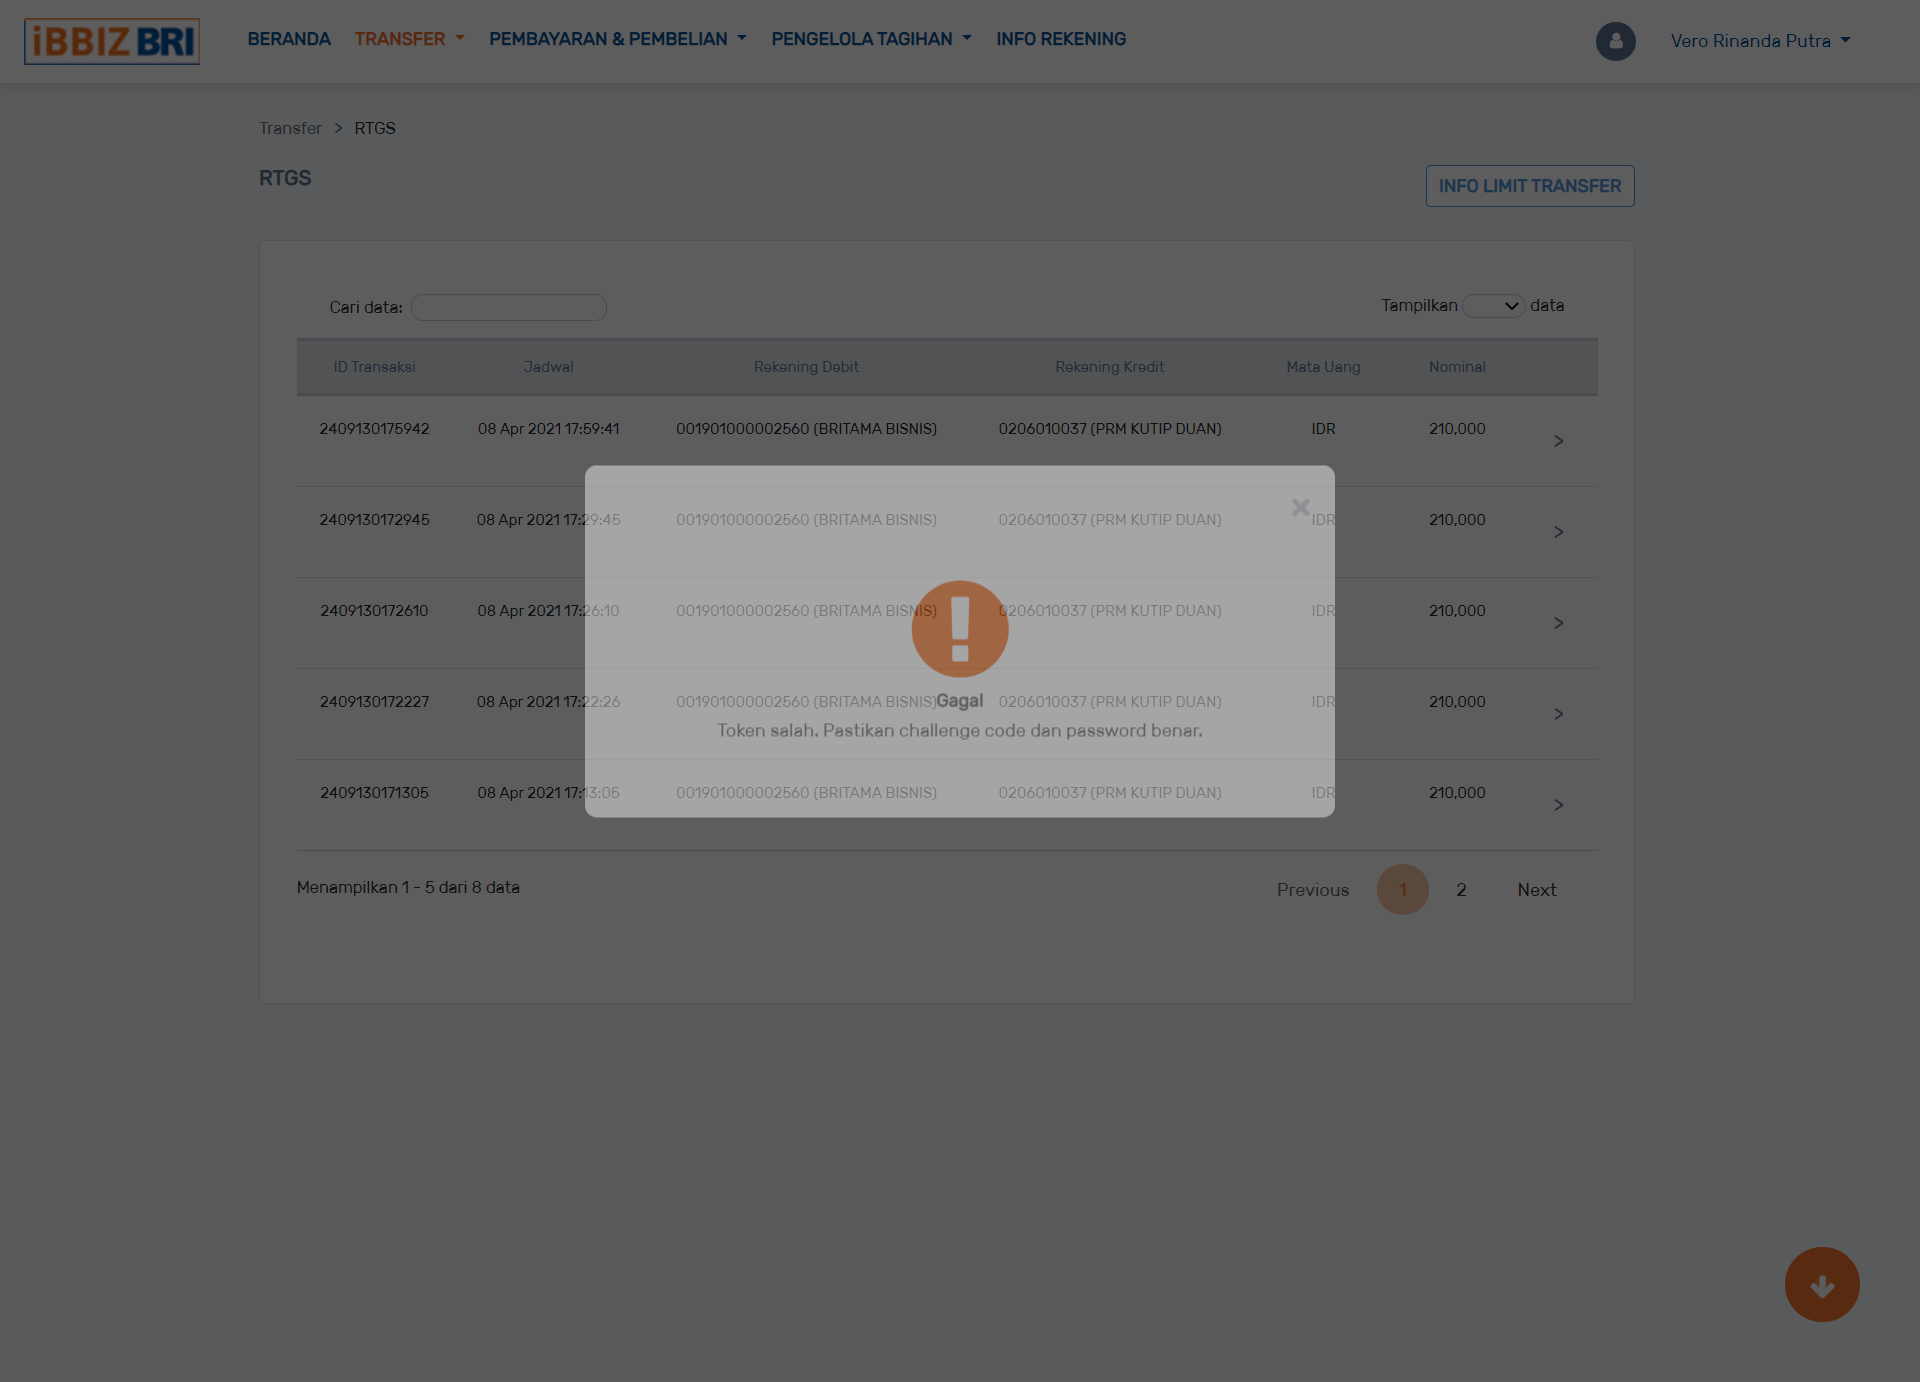 iBBIZ BRI
BERANDA TRANSFER PEMBAYARAN & PEMBELIAN PENGELOLA TAGIHAN INFO REKENING
Vero Rinanda Putra
Transfer > RTGS
RTGS
INFO LIMIT TRANSFER
Cari data:
Tampilkan data
ID Transaksi Jadwal Rekening Debit Rekening Kredit Mata Uang Nominal
2409130175942 08 Apr 2021 17:59:41 001901000002560 (BRITAMA BISNIS) 0206010037 (PRM KUTIP DUAN) IDR 210,000 >
2409130172945 08 Apr 2021 17:29:45 001901000002560 (BRITAMA BISNIS) 0206010037 (PRM KUTIP DUAN) IDR 210,000 >
2409130172610 08 Apr 2021 17:26:10 001901000002560 (BRITAMA BISNIS) 0206010037 (PRM KUTIP DUAN) IDR 210,000 >
2409130172227 08 Apr 2021 17:22:26 001901000002560 (BRITAMA BISNIS) 0206010037 (PRM KUTIP DUAN) IDR 210,000 >
Gagal
Token salah. Pastikan challenge code dan password benar.
2409130171305 08 Apr 2021 17:13:05 001901000002560 (BRITAMA BISNIS) 0206010037 (PRM KUTIP DUAN) IDR 210,000 >
Menampilkan 1 - 5 dari 8 data
Previous 1 2 Next